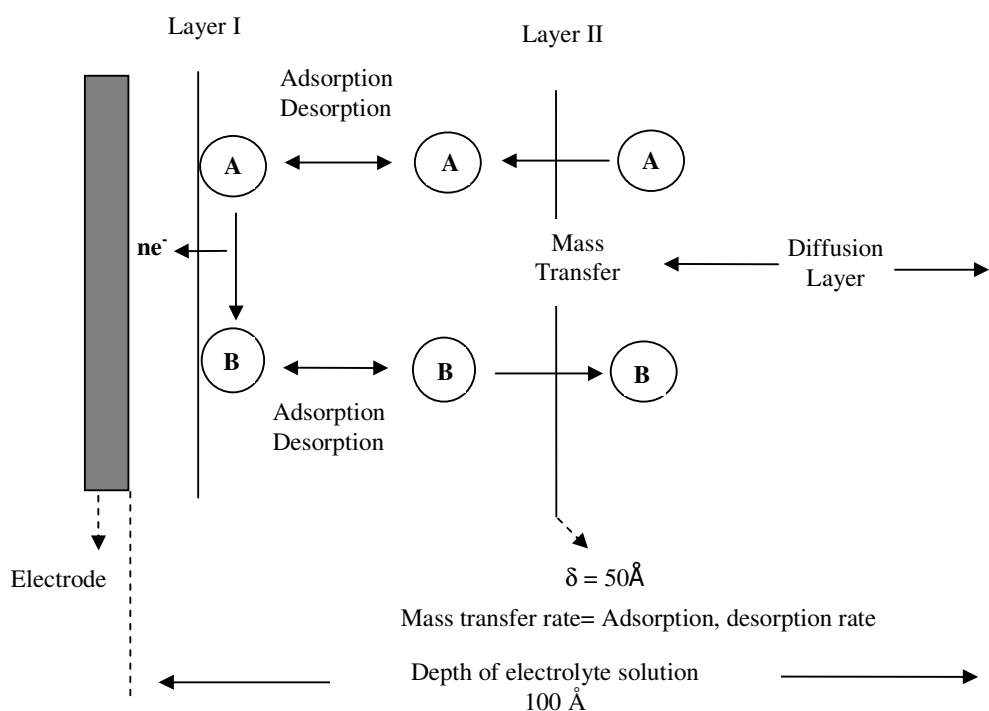 Layer I
Layer II
Adsorption
Desorption
A
A
A
ne⁻
Mass
Transfer
Diffusion
Layer
B
B
B
Adsorption
Desorption
Electrode
δ = 50Å
Mass transfer rate= Adsorption, desorption rate
Depth of electrolyte solution
100 Å